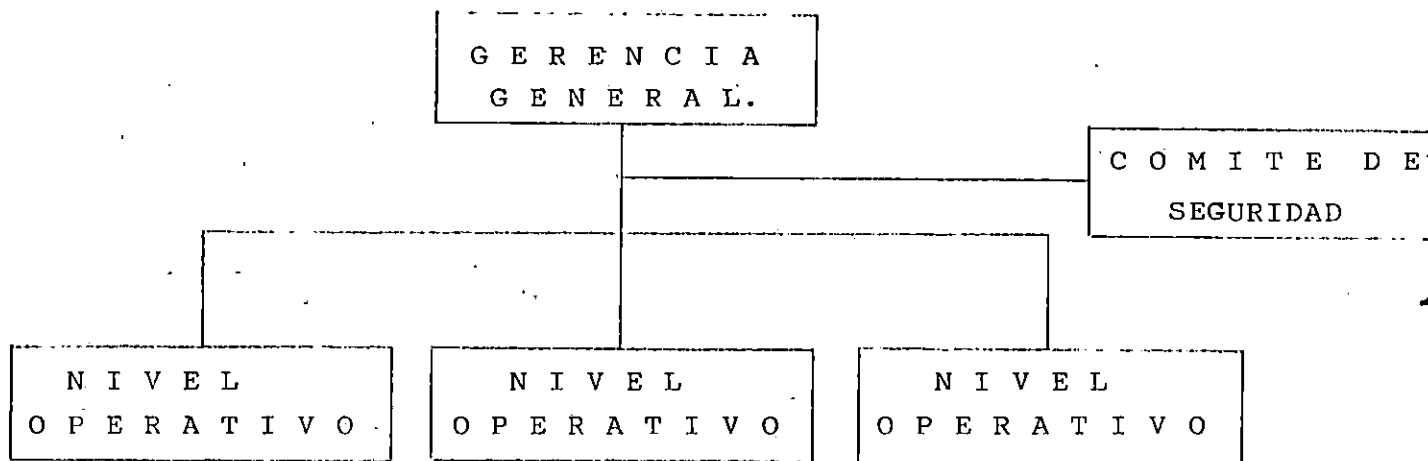 G E R E N C I A
G E N E R A L.
C O M I T E D E
SEGURIDAD
N I V E L
O P E R A T I V O
N I V E L
O P E R A T I V O
N I V E L
O P E R A T I V O